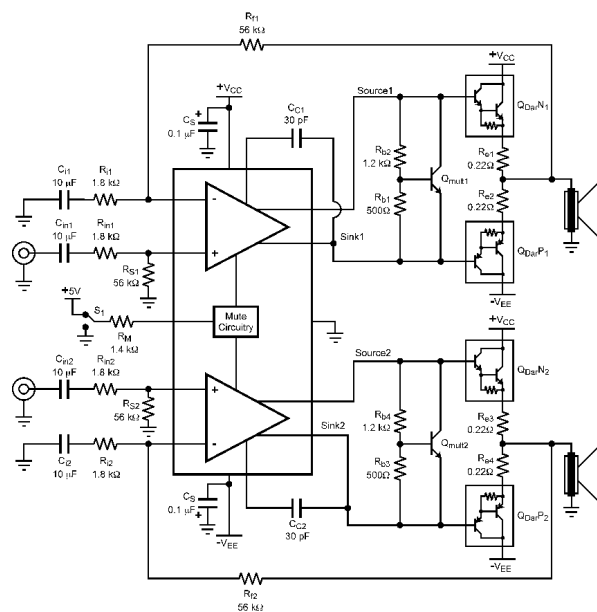 Rf1
56 kΩ
+VCC
+VCC
Source1
QDarN1
CS
0.1 µF
+
CC1
30 pF
Ci1
10 µF
Ri1
1.8 kΩ
Rb2
1.2 kΩ
Qmult1
Re1
0.22Ω
-
Rb1
500Ω
Re2
0.22Ω
Cin1
10 µF
Rin1
1.8 kΩ
+
Sink1
QDarP1
RS1
56 kΩ
-VEE
+5V
S1
RM
1.4 kΩ
Mute
Circuitry
+VCC
Source2
Cin2
10 µF
Rin2
1.8 kΩ
+
QDarN2
RS2
56 kΩ
Sink2
Rb4
1.2 kΩ
Qmult2
Re3
0.22Ω
-
Ci2
10 µF
Ri2
1.8 kΩ
Rb3
500Ω
Re4
0.22Ω
CS
0.1 µF
+
CC2
30 pF
QDarP2
-VEE
-VEE
Rf2
56 kΩ